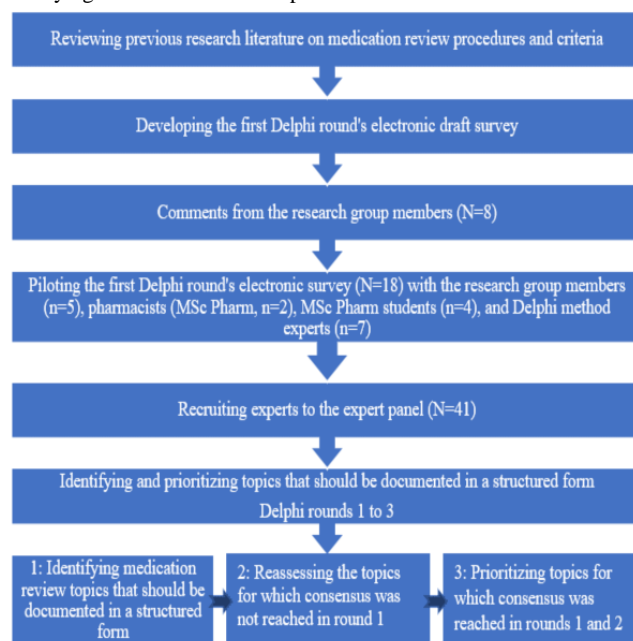 Reviewing previous research literature on medication review procedures and criteria
Developing the first Delphi round's electronic draft survey
Comments from the research group members (N=8)
Piloting the first Delphi round's electronic survey (N=18) with the research group members
(n=5), pharmacists (MSc Pharm, n=2), MSc Pharm students (n=4), and Delphi method
experts (n=7)
Recruiting experts to the expert panel (N=41)
Identifying and prioritizing topics that should be documented in a structured form
Delphi rounds 1 to 3
1: Identifying medication
review topics that should be
documented in a structured
form
2: Reassessing the topics
for which consensus was
not reached in round 1
3: Prioritizing topics for
which consensus was
reached in rounds 1 and 2